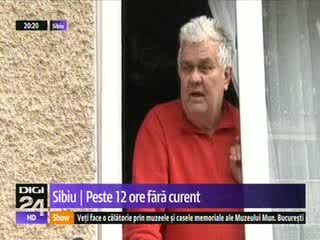 20:20
Sibiu
DIGI
24
HD
Sibiu | Peste 12 ore fără curent
Show
Veți face o călătorie prin muzeele și casele memoriale ale Muzeului Mun. București